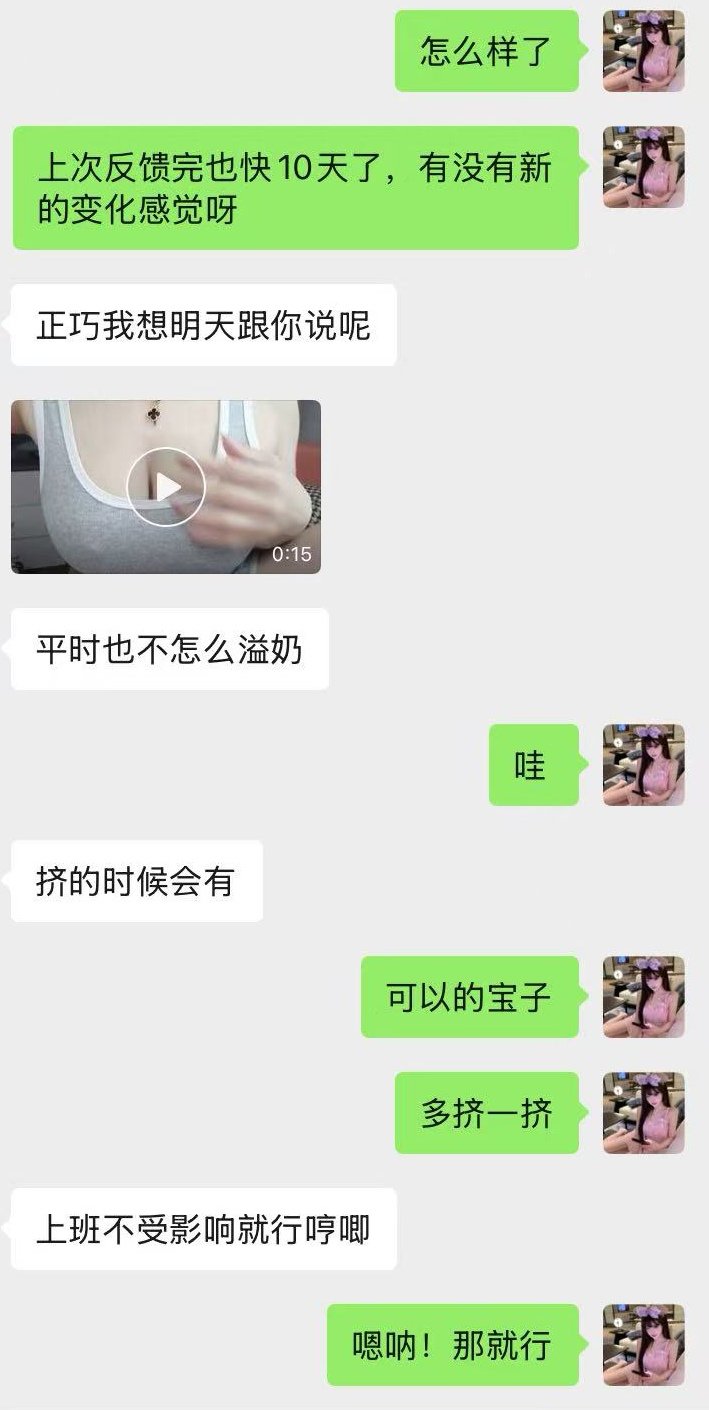 怎么样了
上次反馈完也快10天了，有没有新
的变化感觉呀
正巧我想明天跟你说呢
0:15
平时也不怎么溢奶
哇
挤的时候会有
可以的宝子
多挤一挤
上班不受影响就行哼唧
嗯呐！那就行